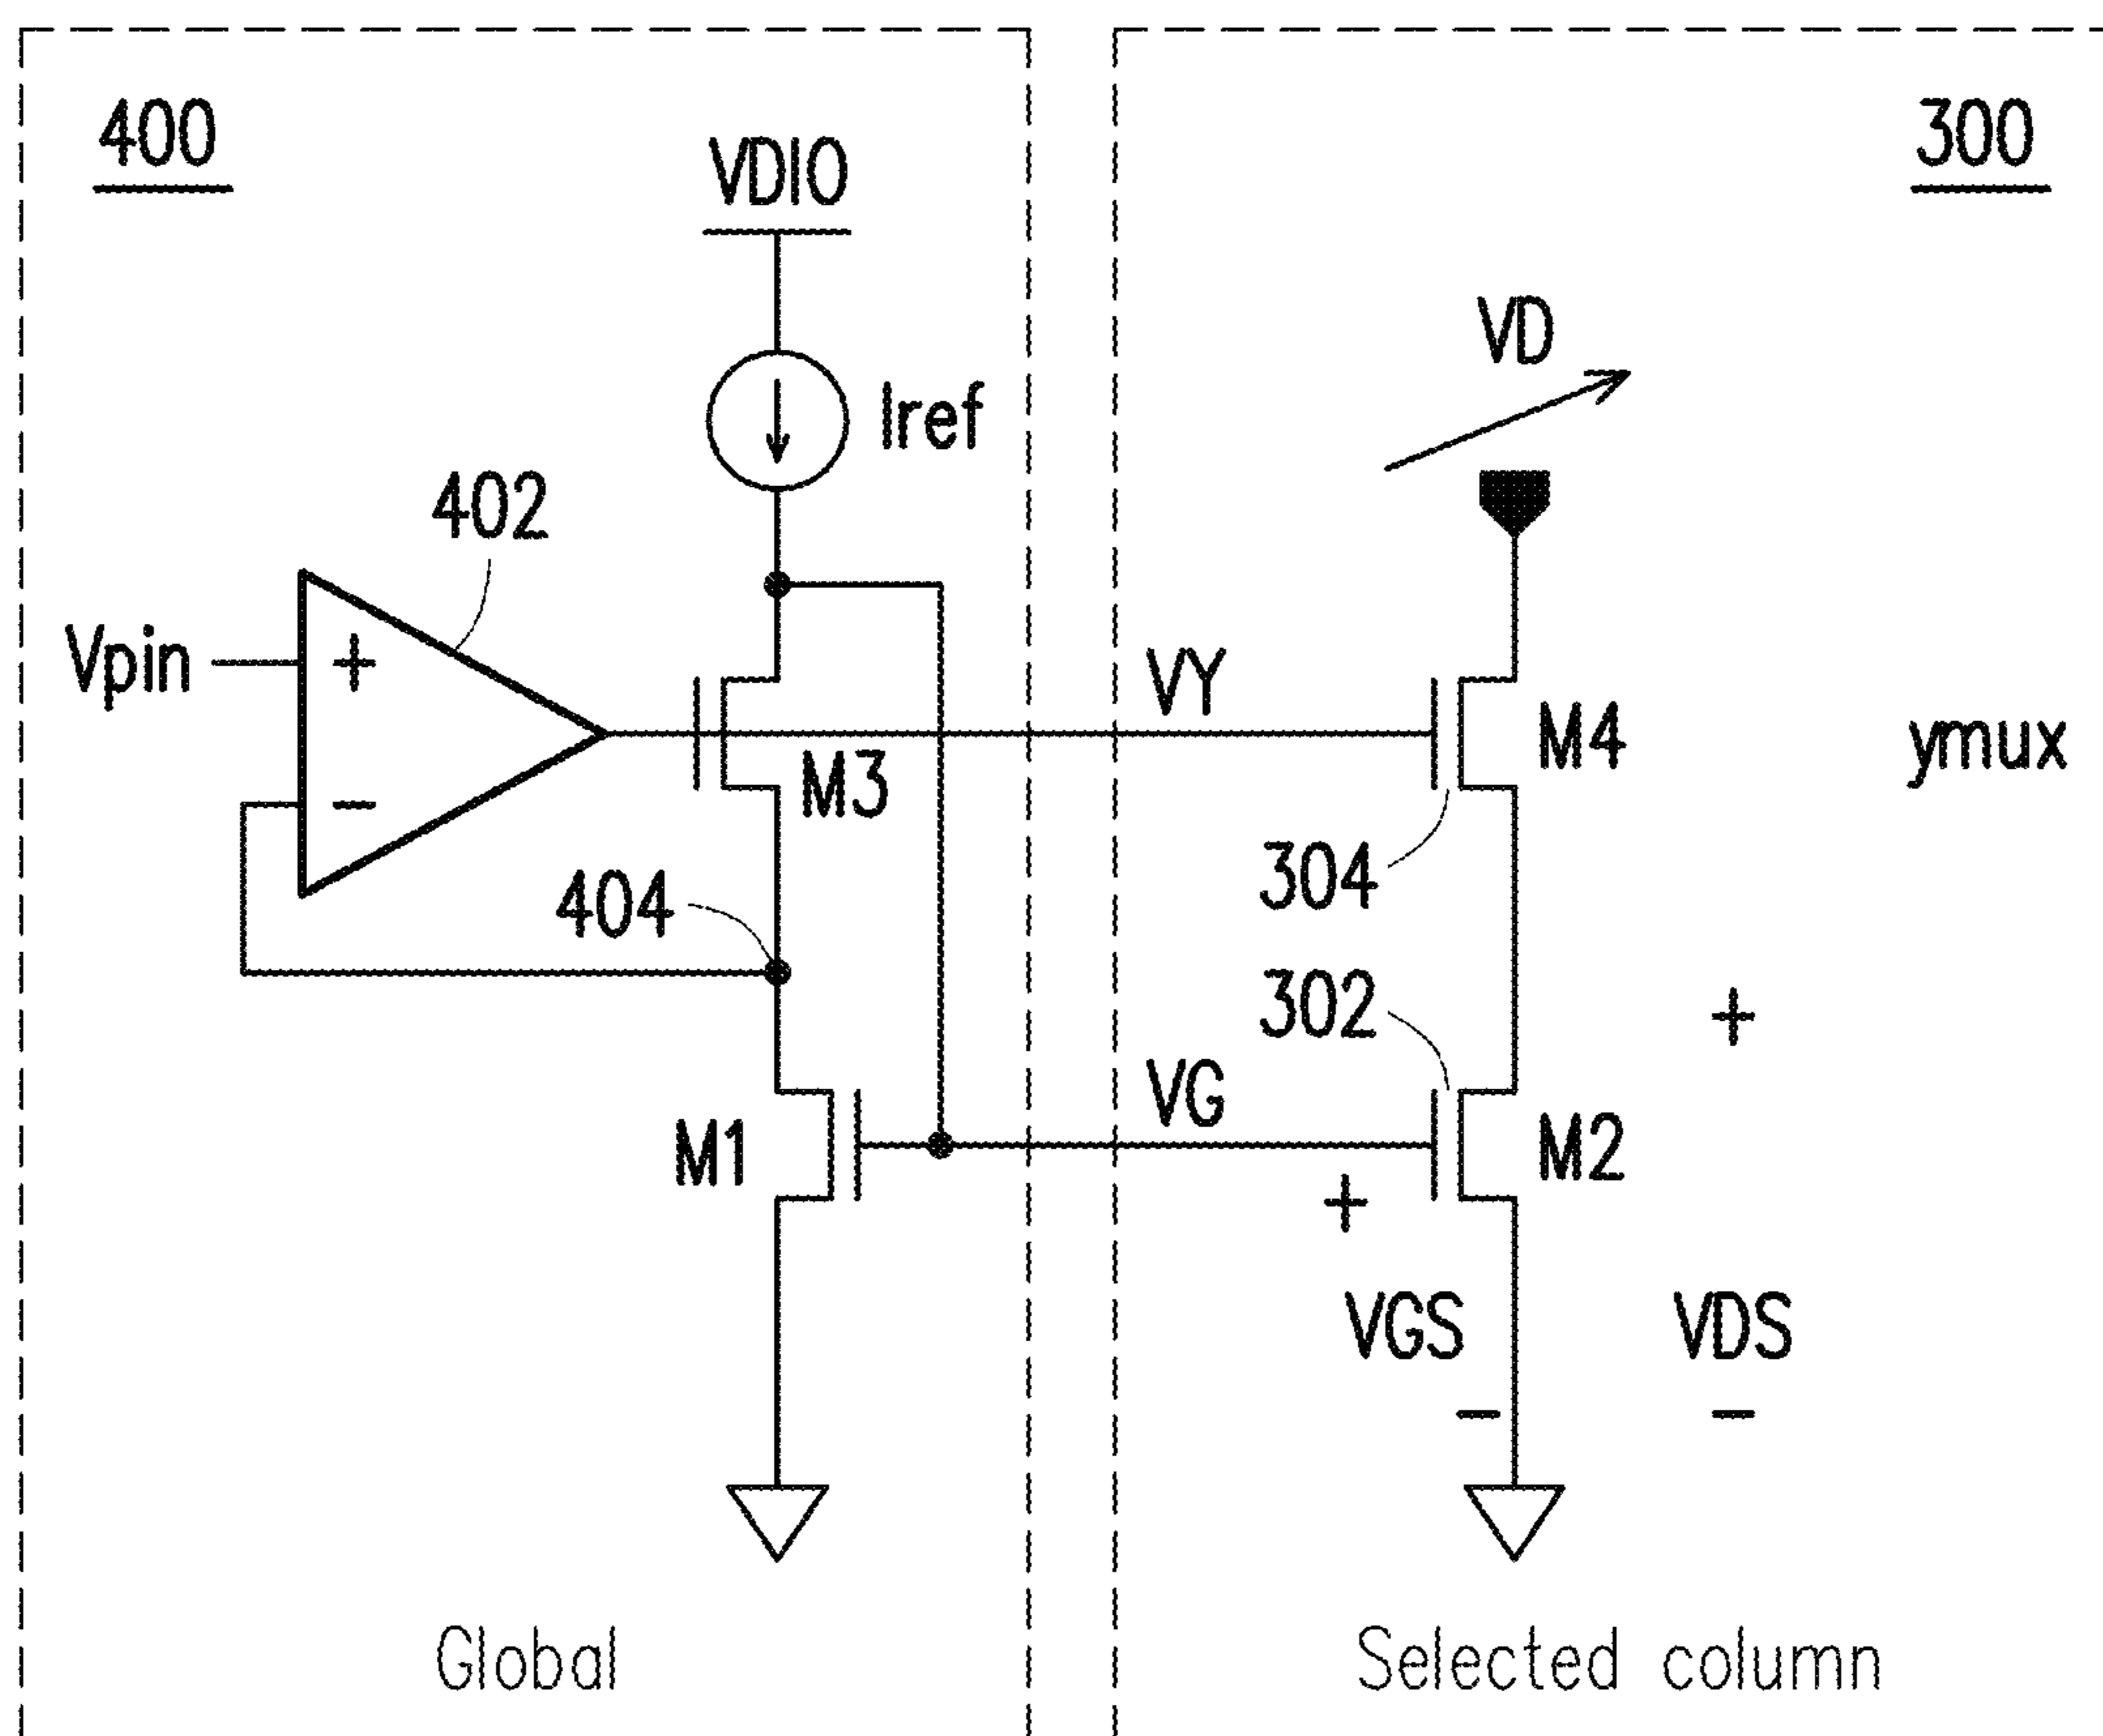 400
300
VDIO
VD
Iref
402
Vpin
+
-
VY
M3
M4
ymux
304
404
302
+
VG
M1
M2
+
VGS
VDS
-
-
Global
Selected column